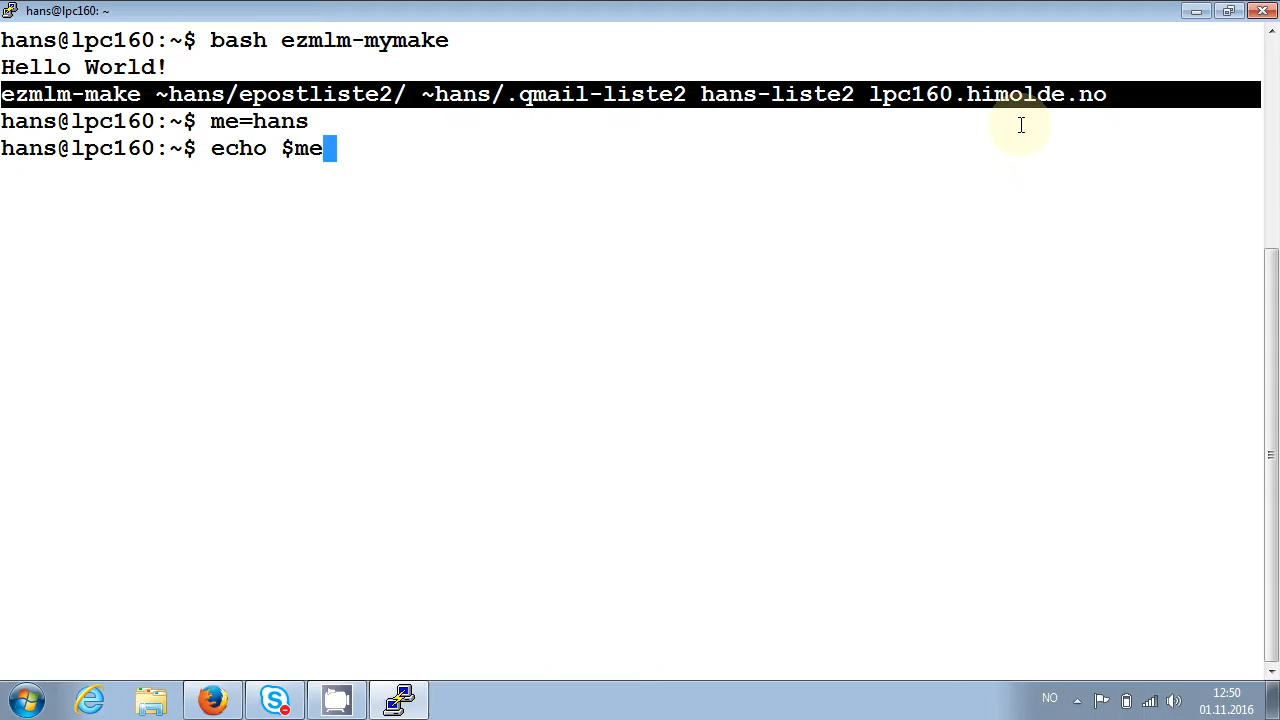 hans@lpc160: ~
hans@lpc160:~$ bash ezmlm-mymake
Hello World!
ezmlm-make ~hans/epostliste2/ ~hans/.qmail-liste2 hans-liste2 lpc160.himolde.no
hans@lpc160:~$ me=hans
hans@lpc160:~$ echo $me
NO
12:50
01.11.2016